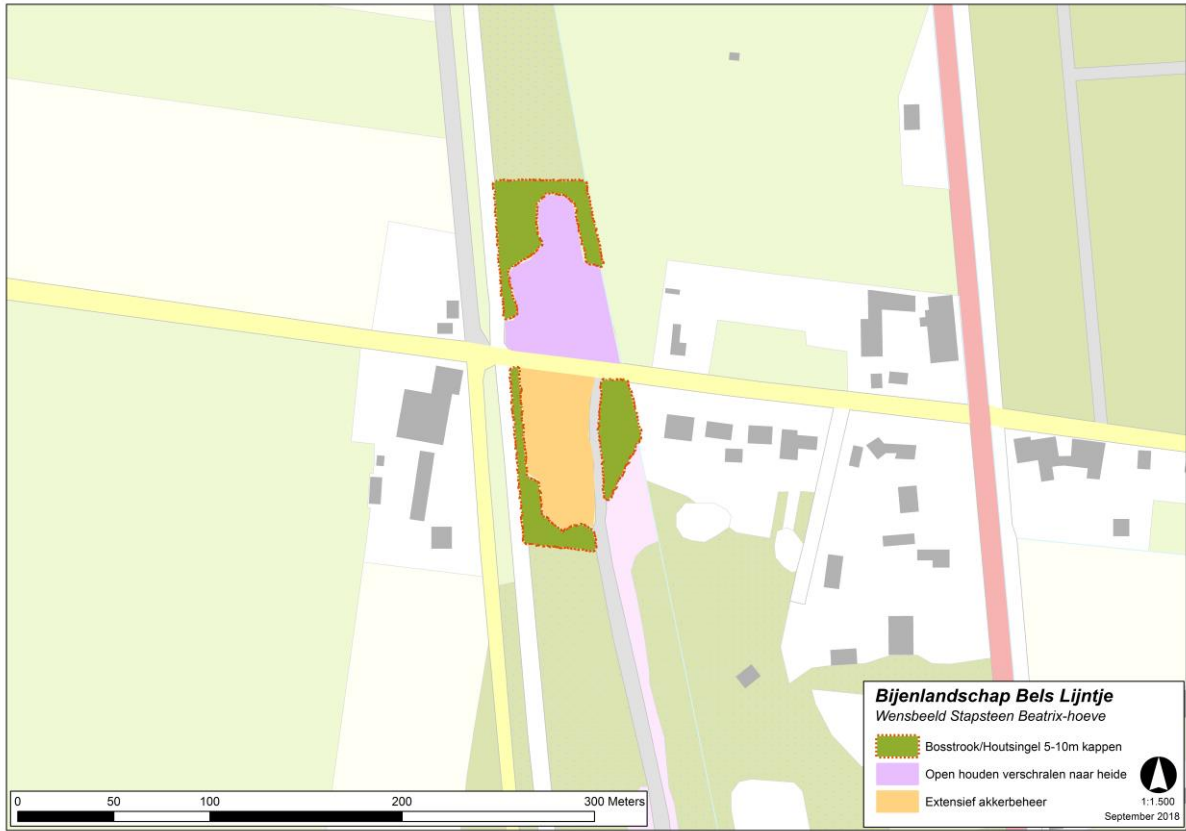 Bijenlandschap Bels Lijntje
Wensbeeld Stapsteen Beatrix-hoeve
Bosstrook/Houtsingel 5-10m kappen
Open houden verschralen naar heide
Extensief akkerbeheer
1:1.500
September 2018
0 50 100 200 300 Meters